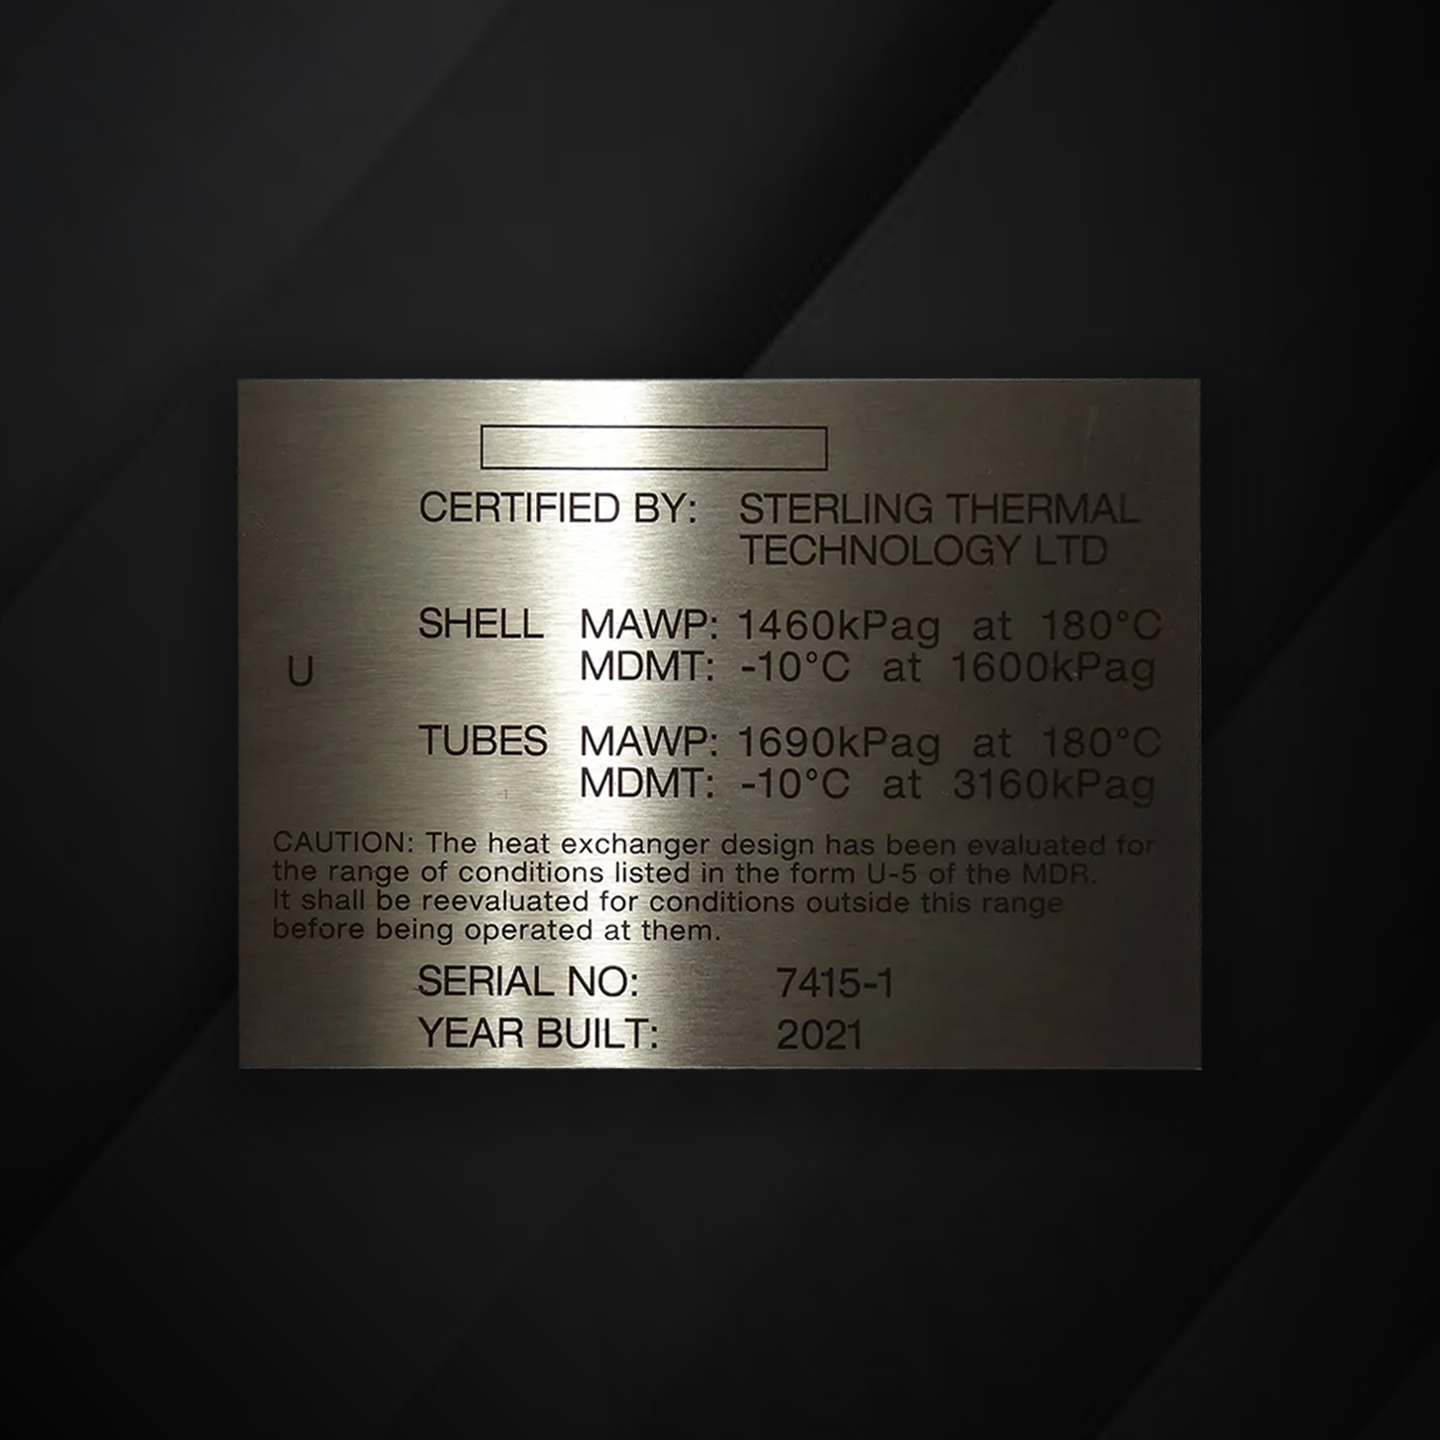 CERTIFIED BY: STERLING THERMAL
TECHNOLOGY LTD
SHELL MAWP: 1460kPag at 180°C
U MDMT: -10°C at 1600kPag
TUBES MAWP: 1690kPag at 180°C
MDMT: -10°C at 3160kPag
CAUTION: The heat exchanger design has been evaluated for
the range of conditions listed in the form U-5 of the MDR.
It shall be reevaluated for conditions outside this range
before being operated at them.
SERIAL NO: 7415-1
YEAR BUILT: 2021